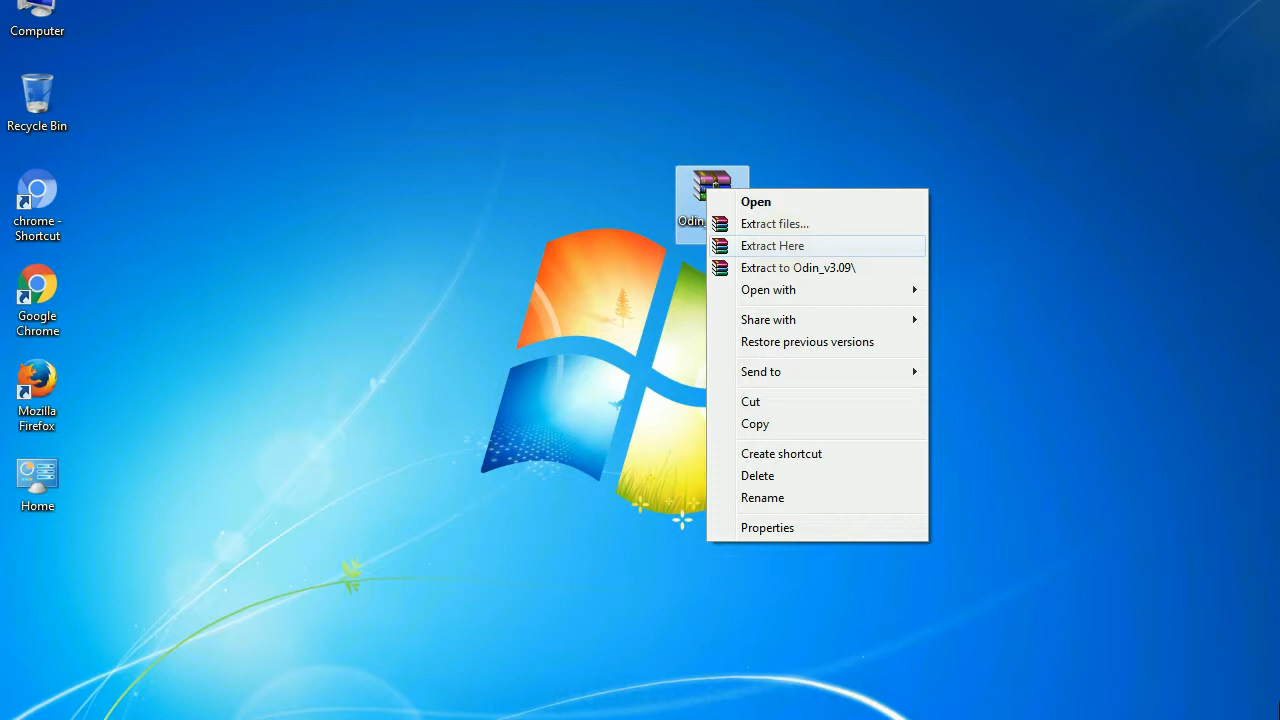 Computer
Recycle Bin
chrome -
Shortcut
Google
Chrome
Mozilla
Firefox
Home
Odin_
Open
Extract files...
Extract Here
Extract to Odin_v3.09\
Open with
Share with
Restore previous versions
Send to
Cut
Copy
Create shortcut
Delete
Rename
Properties